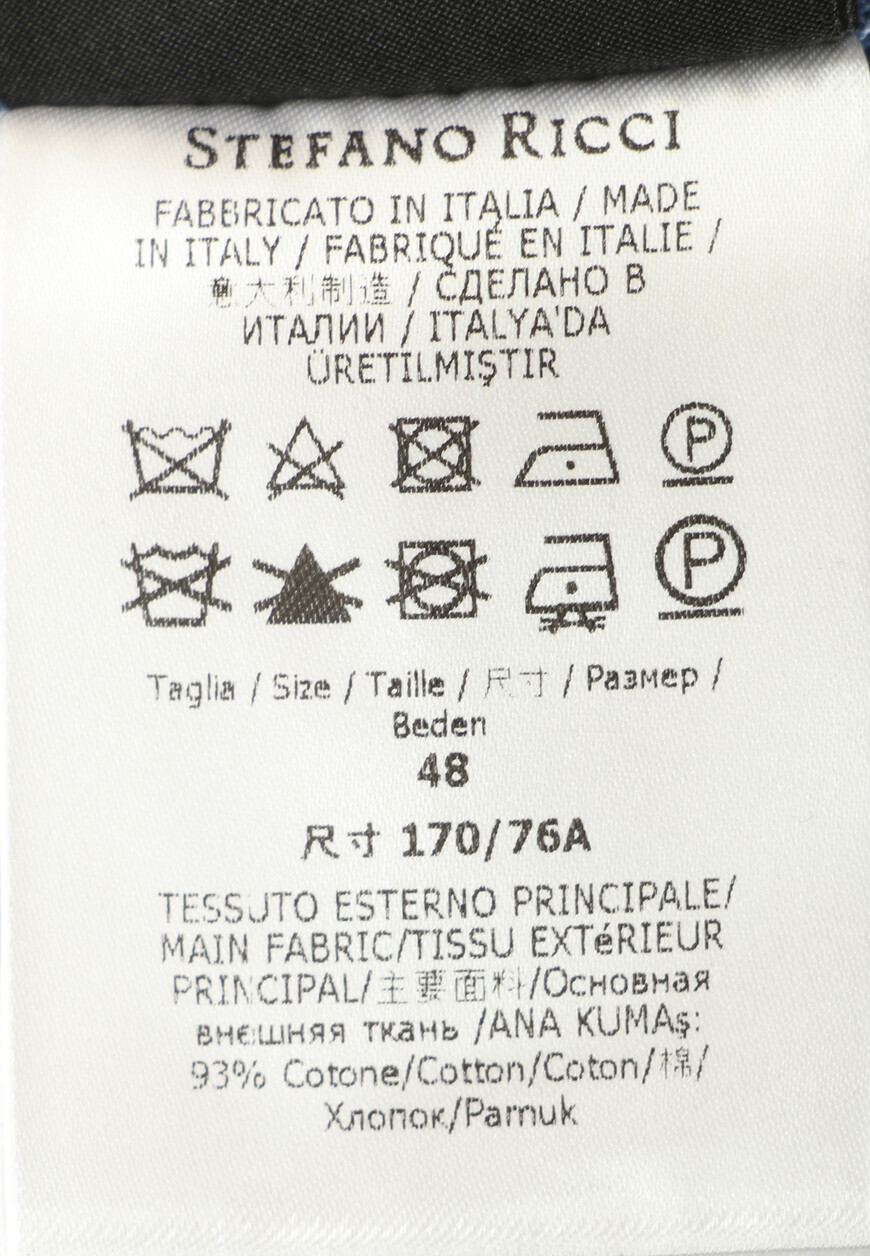 STEFANO RICCI
FABBRICATO IN ITALIA / MADE
IN ITALY / FABRIQUÉ EN ITALIE /
意大利制造 / СДЕЛАНО В
ИТАЛИИ / ITALYA'DA
ÜRETILMIŞTIR
P
P
Taglia / Size / Taille / 尺寸 / Размер /
Beden
48
尺寸 170/76A
TESSUTO ESTERNO PRINCIPALE/
MAIN FABRIC/TISSU EXTéRIEUR
PRINCIPAL/主要面料/Основная
внешняя ткань /ANA KUMAş:
93% Cotone/Cotton/Coton/棉/
Хлопок/Pamuk